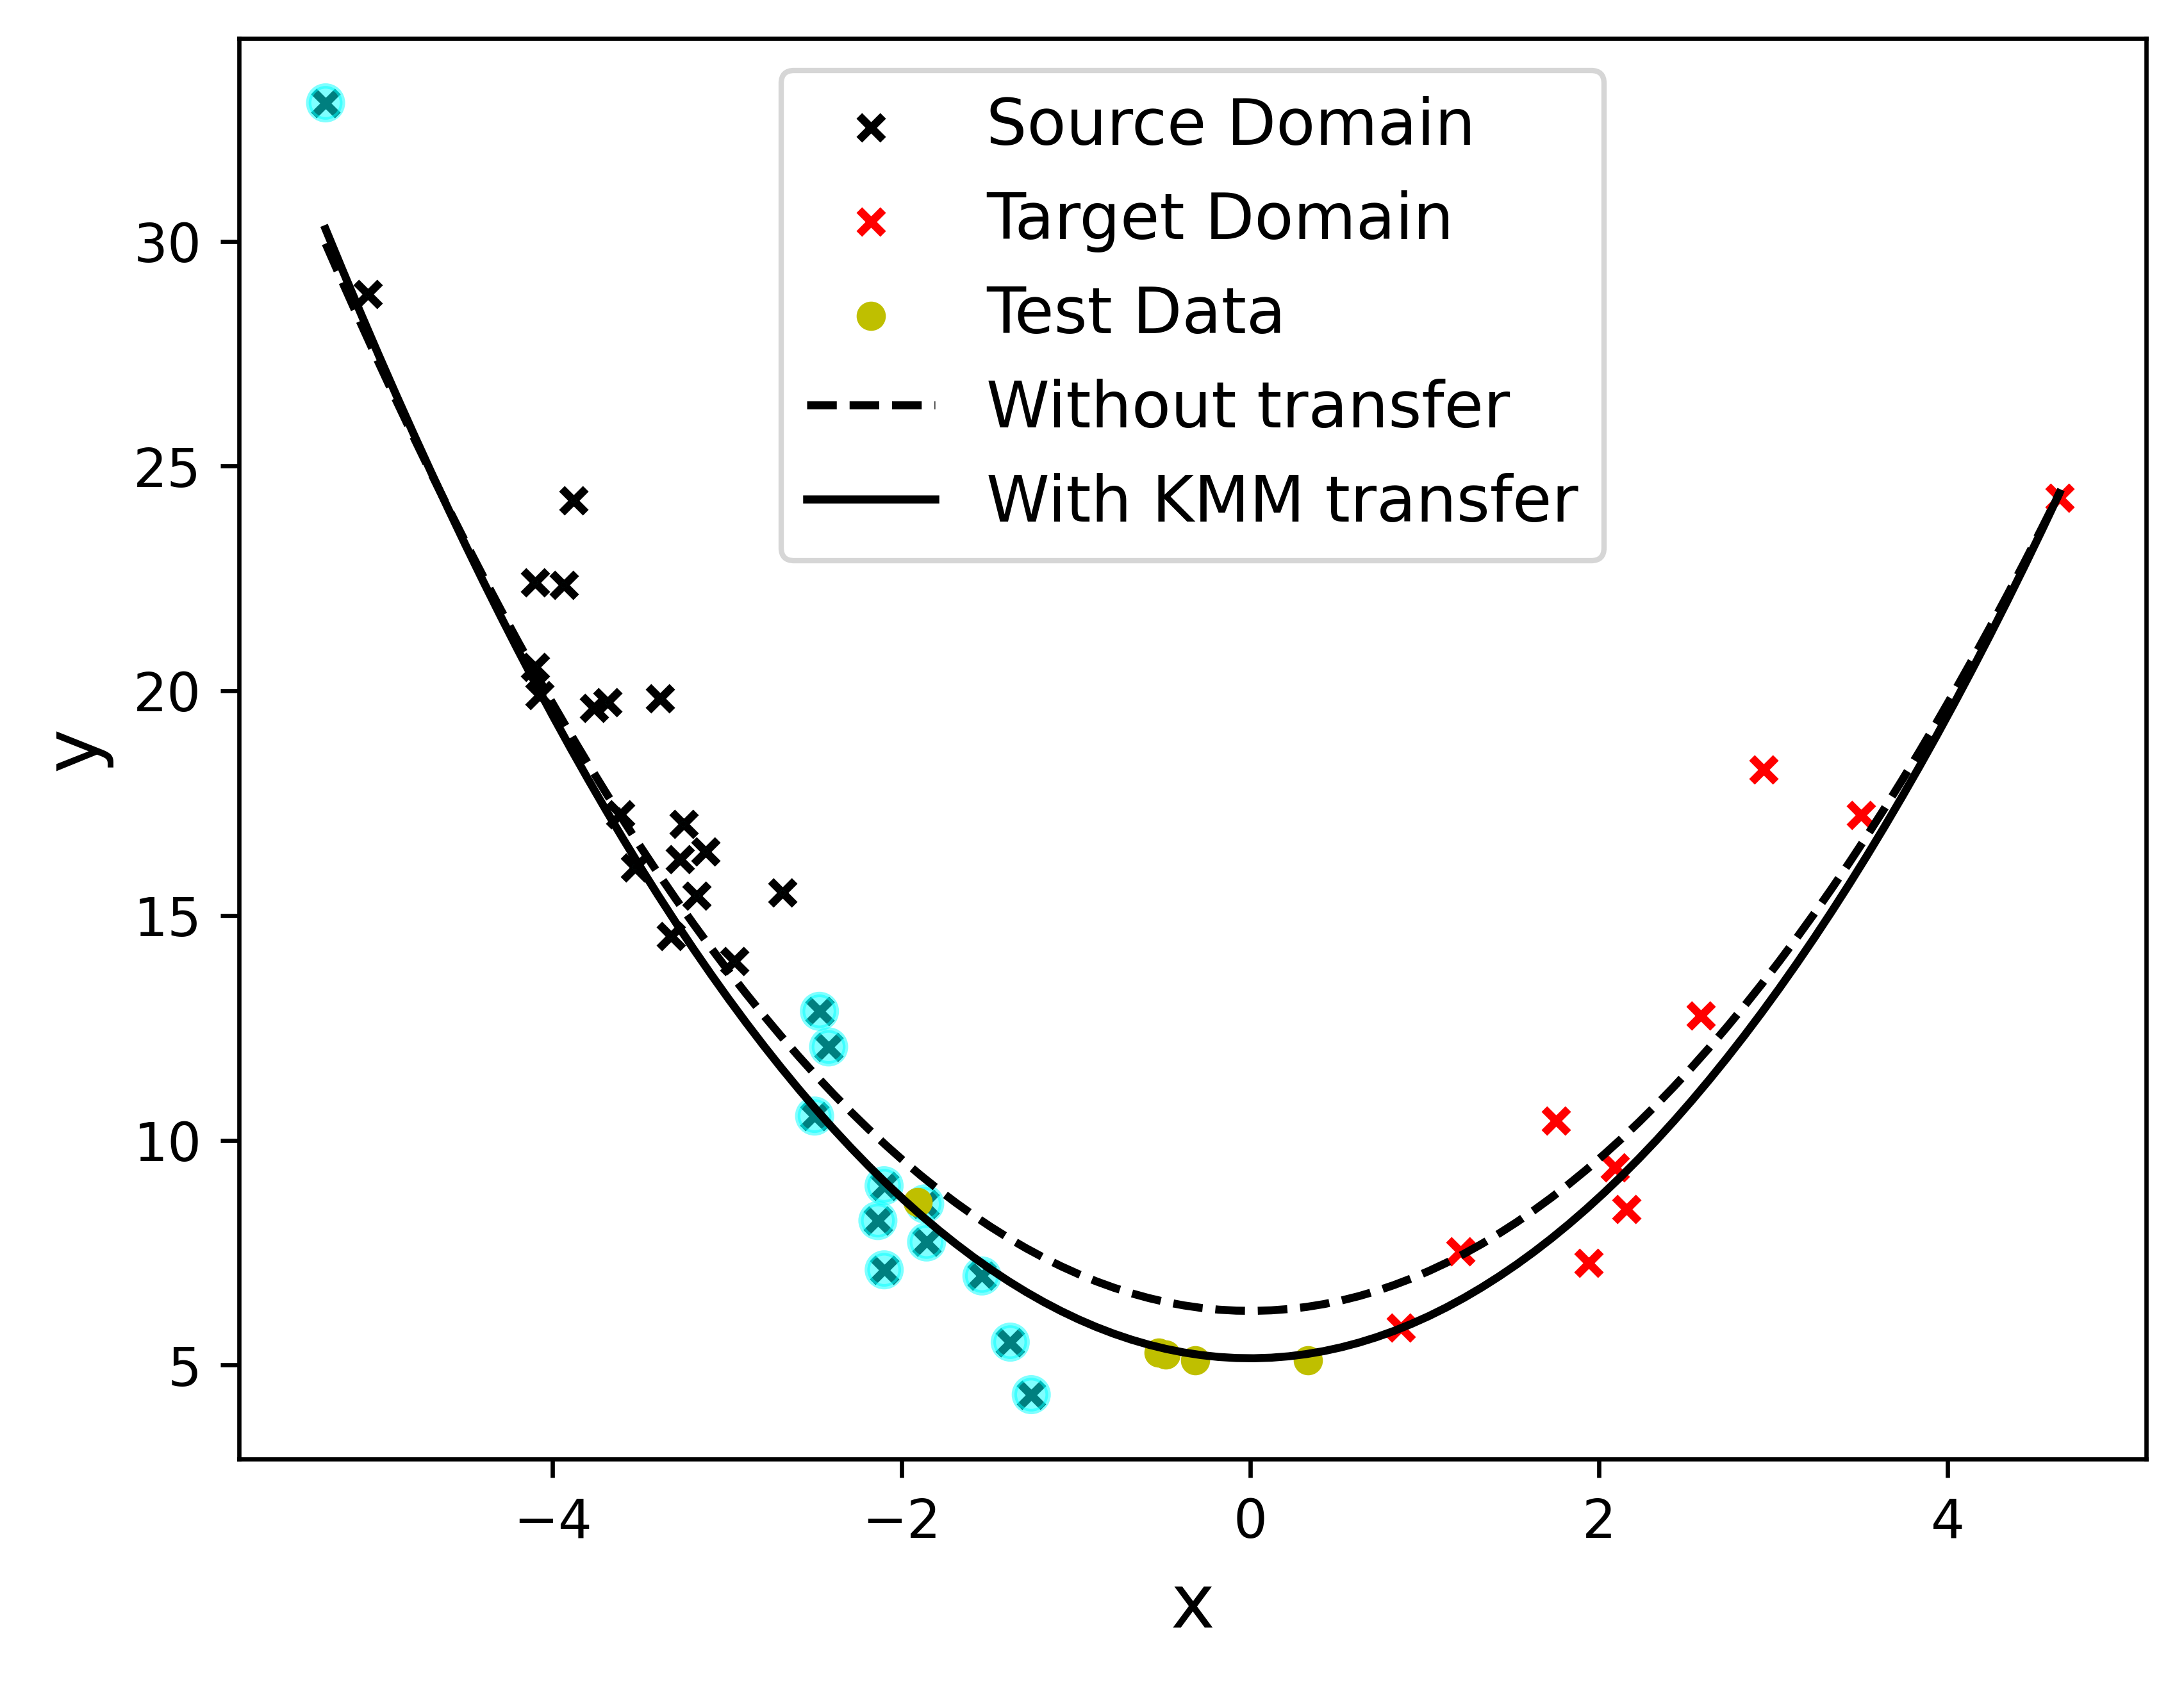 Source Domain
Target Domain
Test Data
Without transfer
With KMM transfer
30
25
20
15
10
5
y
−4 −2 0 2 4
x